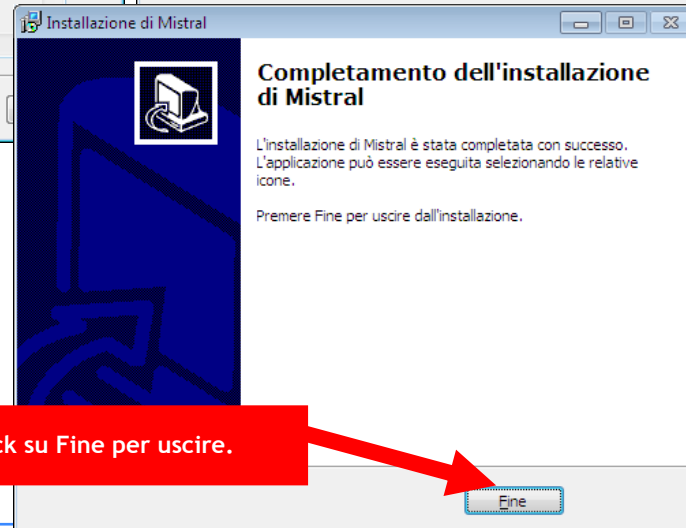 Installazione di Mistral
Completamento dell'installazione
di Mistral
L'installazione di Mistral è stata completata con successo.
L'applicazione può essere eseguita selezionando le relative
icone.
Premere Fine per uscire dall'installazione.
su Fine per uscire.
Fine